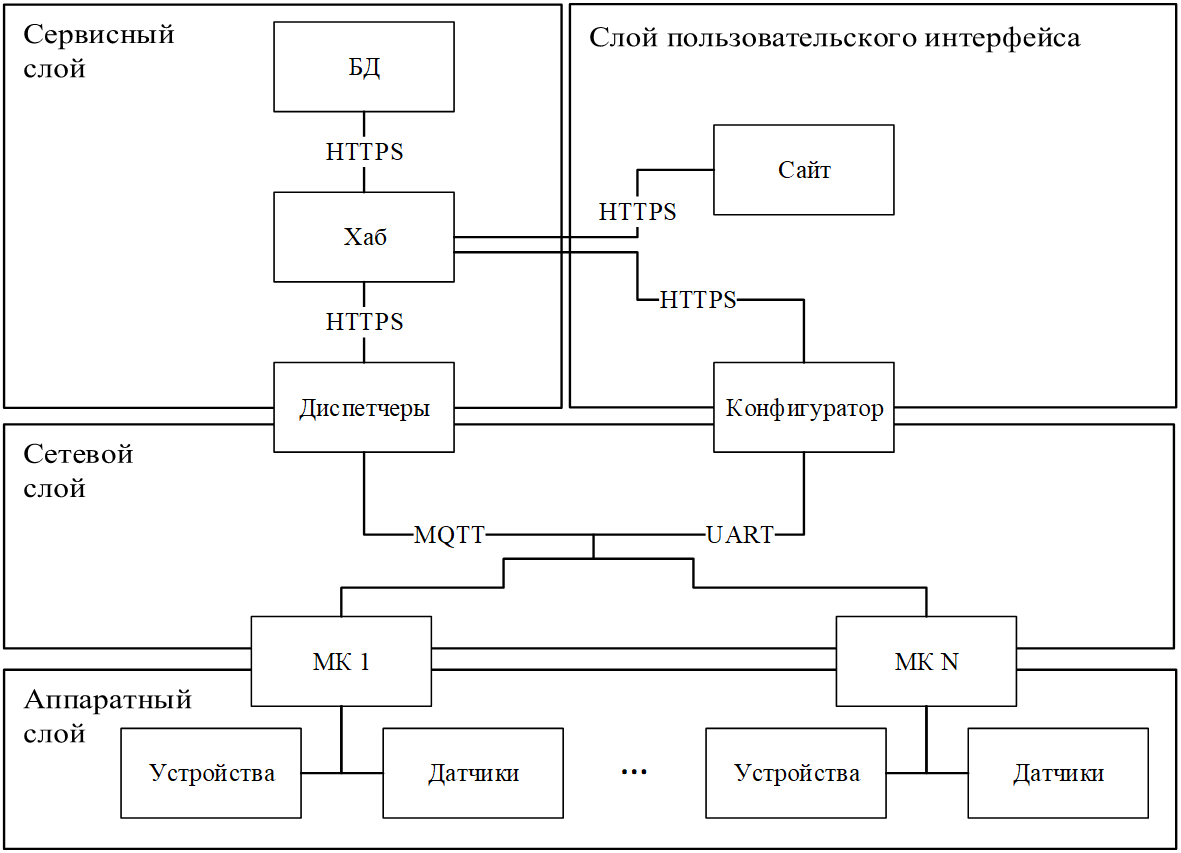 Сервисный
слой
БД
HTTPS
Хаб
HTTPS
Диспетчеры
Слой пользовательского интерфейса
Сайт
HTTPS
HTTPS
Конфигуратор
Сетевой
слой
MQTT
UART
МК 1
МК N
Аппаратный
слой
Устройства
Датчики
...
Устройства
Датчики